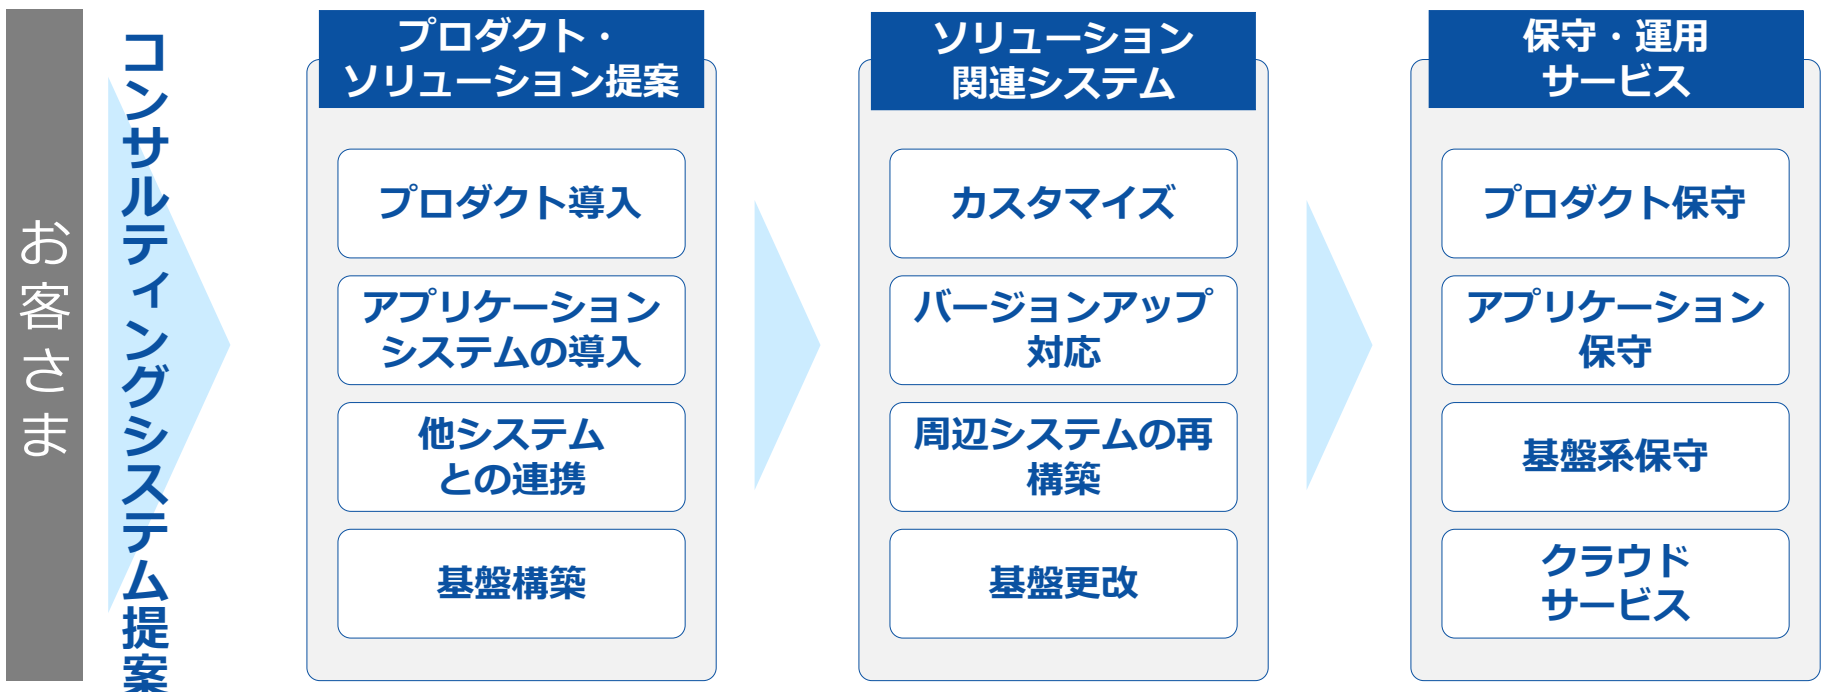 お客さま
コンサルティングシステム提案
プロダクト・
ソリューション提案
プロダクト導入
アプリケーション
システムの導入
他システム
との連携
基盤構築
ソリューション
関連システム
カスタマイズ
バージョンアップ
対応
周辺システムの再
構築
基盤更改
保守・運用
サービス
プロダクト保守
アプリケーション
保守
基盤系保守
クラウド
サービス